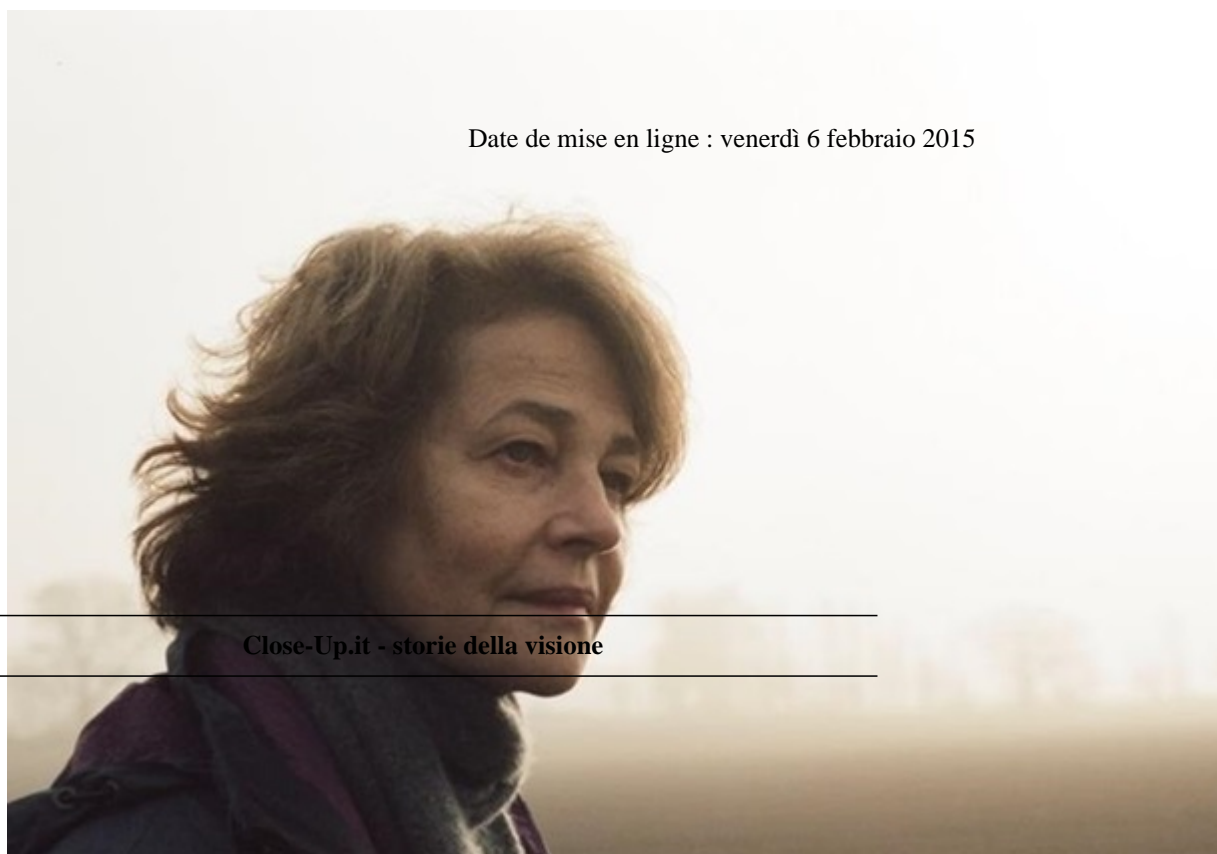 Date de mise en ligne : venerdì 6 febbraio 2015
Close-Up.it - storie della visione